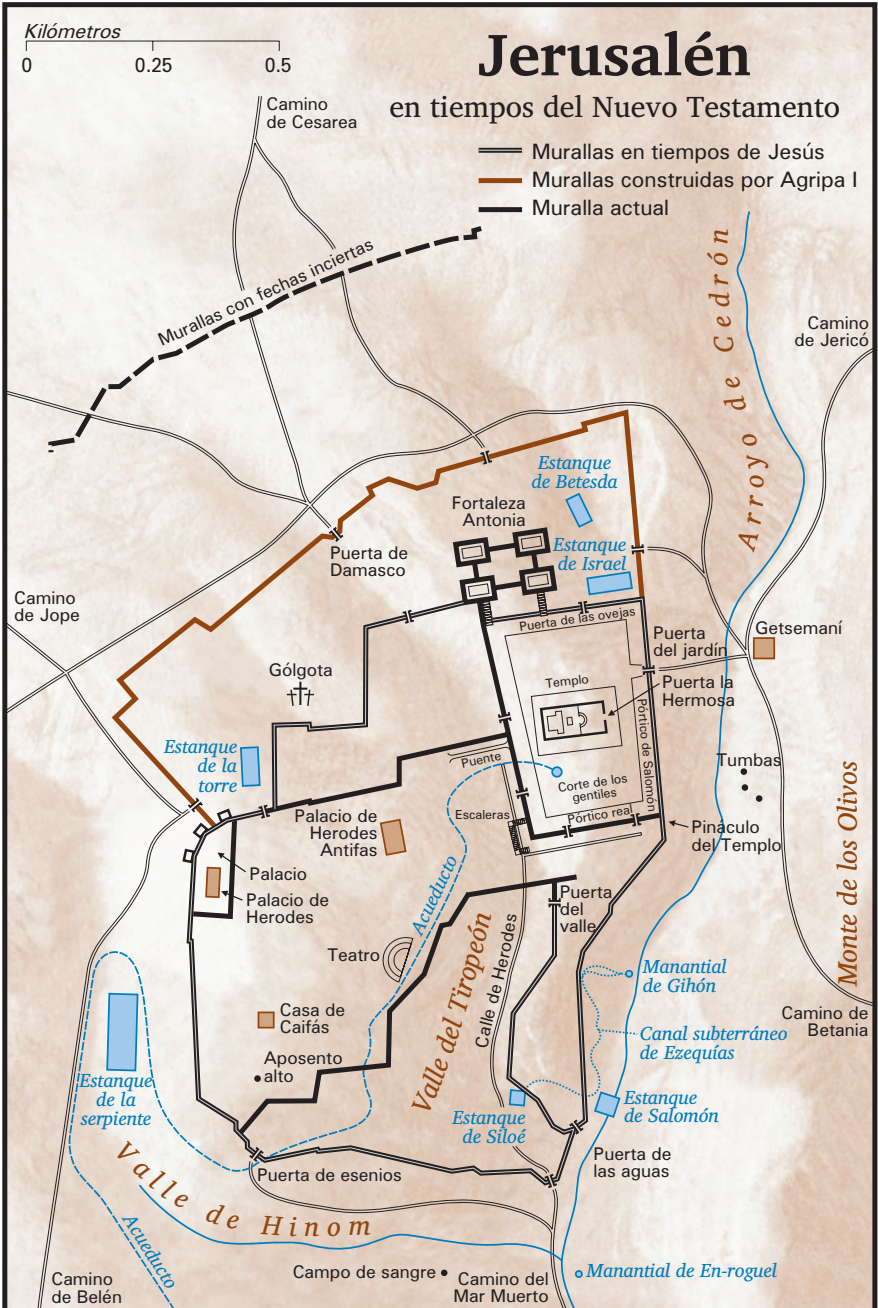 Kilómetros
0 0.25 0.5
Jerusalén
en tiempos del Nuevo Testamento
Murallas en tiempos de Jesús
Murallas construidas por Agripa I
Muralla actual
Camino
de Cesarea
Murallas con fechas inciertas
Arroyo de Cedrón
Camino
de Jericó
Estanque
de Betesda
Fortaleza
Antonia
Estanque
de Israel
Puerta de
Damasco
Camino
de Jope
Puerta de las ovejas
Puerta
del jardín
Getsemaní
Gólgota
Templo
Puerta la
Hermosa
Pórtico de Salomón
Estanque
de la
torre
Puente
Corte de los
gentiles
Tumbas
Monte de los Olivos
Palacio de
Herodes
Antifas
Escaleras
Pórtico real
Pináculo
del Templo
Palacio
Palacio de
Herodes
Acueducto
Puerta
del
valle
Teatro
Valle del Tiropeón
Calle de Herodes
Manantial
de Gihón
Casa de
Caifás
Camino de
Betania
Canal subterráneo
de Ezequías
Aposento
alto
Estanque
de la
serpiente
Estanque
de Siloé
Estanque
de Salomón
Puerta de
las aguas
Puerta de esenios
Valle de Hinom
Acueducto
Camino
de Belén
Campo de sangre
Camino del
Mar Muerto
Manantial de En-roguel